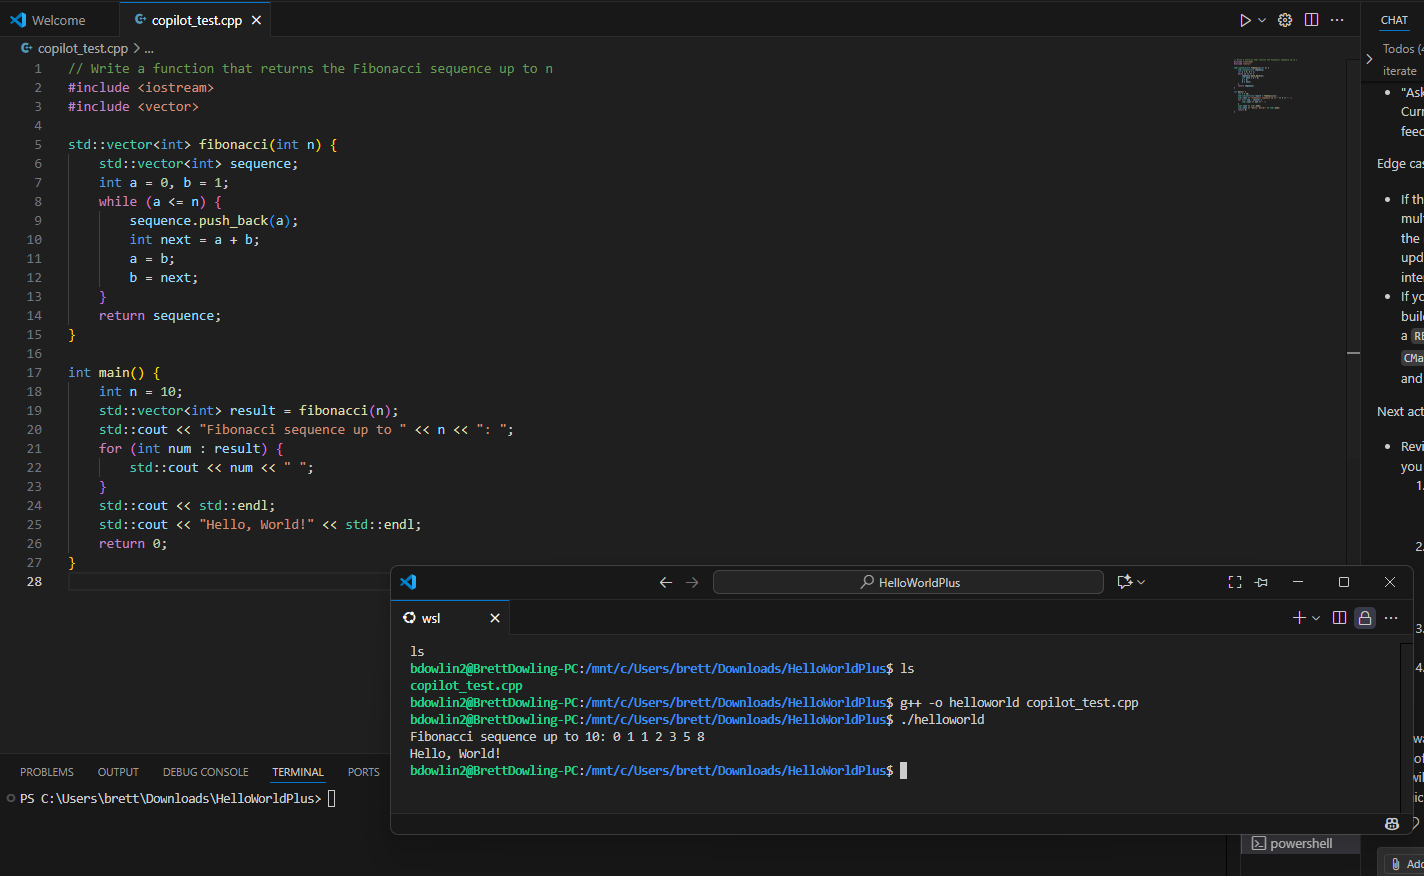 Welcome
copilot_test.cpp
CHAT
copilot_test.cpp > ...
Todos (
iterate
1 // Write a function that returns the Fibonacci sequence up to n
2 #include <iostream>
3 #include <vector>
4
5 std::vector<int> fibonacci(int n) {
6 std::vector<int> sequence;
7 int a = 0, b = 1;
8 while (a <= n) {
9 sequence.push_back(a);
10 int next = a + b;
11 a = b;
12 b = next;
13 }
14 return sequence;
15 }
16
17 int main() {
18 int n = 10;
19 std::vector<int> result = fibonacci(n);
20 std::cout << "Fibonacci sequence up to " << n << ": ";
21 for (int num : result) {
22 std::cout << num << " ";
23 }
24 std::cout << std::endl;
25 std::cout << "Hello, World!" << std::endl;
26 return 0;
27 }
28
"Ask
Curr
feed
Edge cas
If th
mult
the
upd
inter
If yo
buil
a RE
CMa
and
Next act
Revi
you
1.
2.
3.
4.
HelloWorldPlus
wsl
ls
bdowlin2@BrettDowling-PC:/mnt/c/Users/brett/Downloads/HelloWorldPlus$ ls
copilot_test.cpp
bdowlin2@BrettDowling-PC:/mnt/c/Users/brett/Downloads/HelloWorldPlus$ g++ -o helloworld copilot_test.cpp
bdowlin2@BrettDowling-PC:/mnt/c/Users/brett/Downloads/HelloWorldPlus$ ./helloworld
Fibonacci sequence up to 10: 0 1 1 2 3 5 8
Hello, World!
bdowlin2@BrettDowling-PC:/mnt/c/Users/brett/Downloads/HelloWorldPlus$
PROBLEMS OUTPUT DEBUG CONSOLE TERMINAL PORTS
PS C:\Users\brett\Downloads\HelloWorldPlus>
powershell
Add